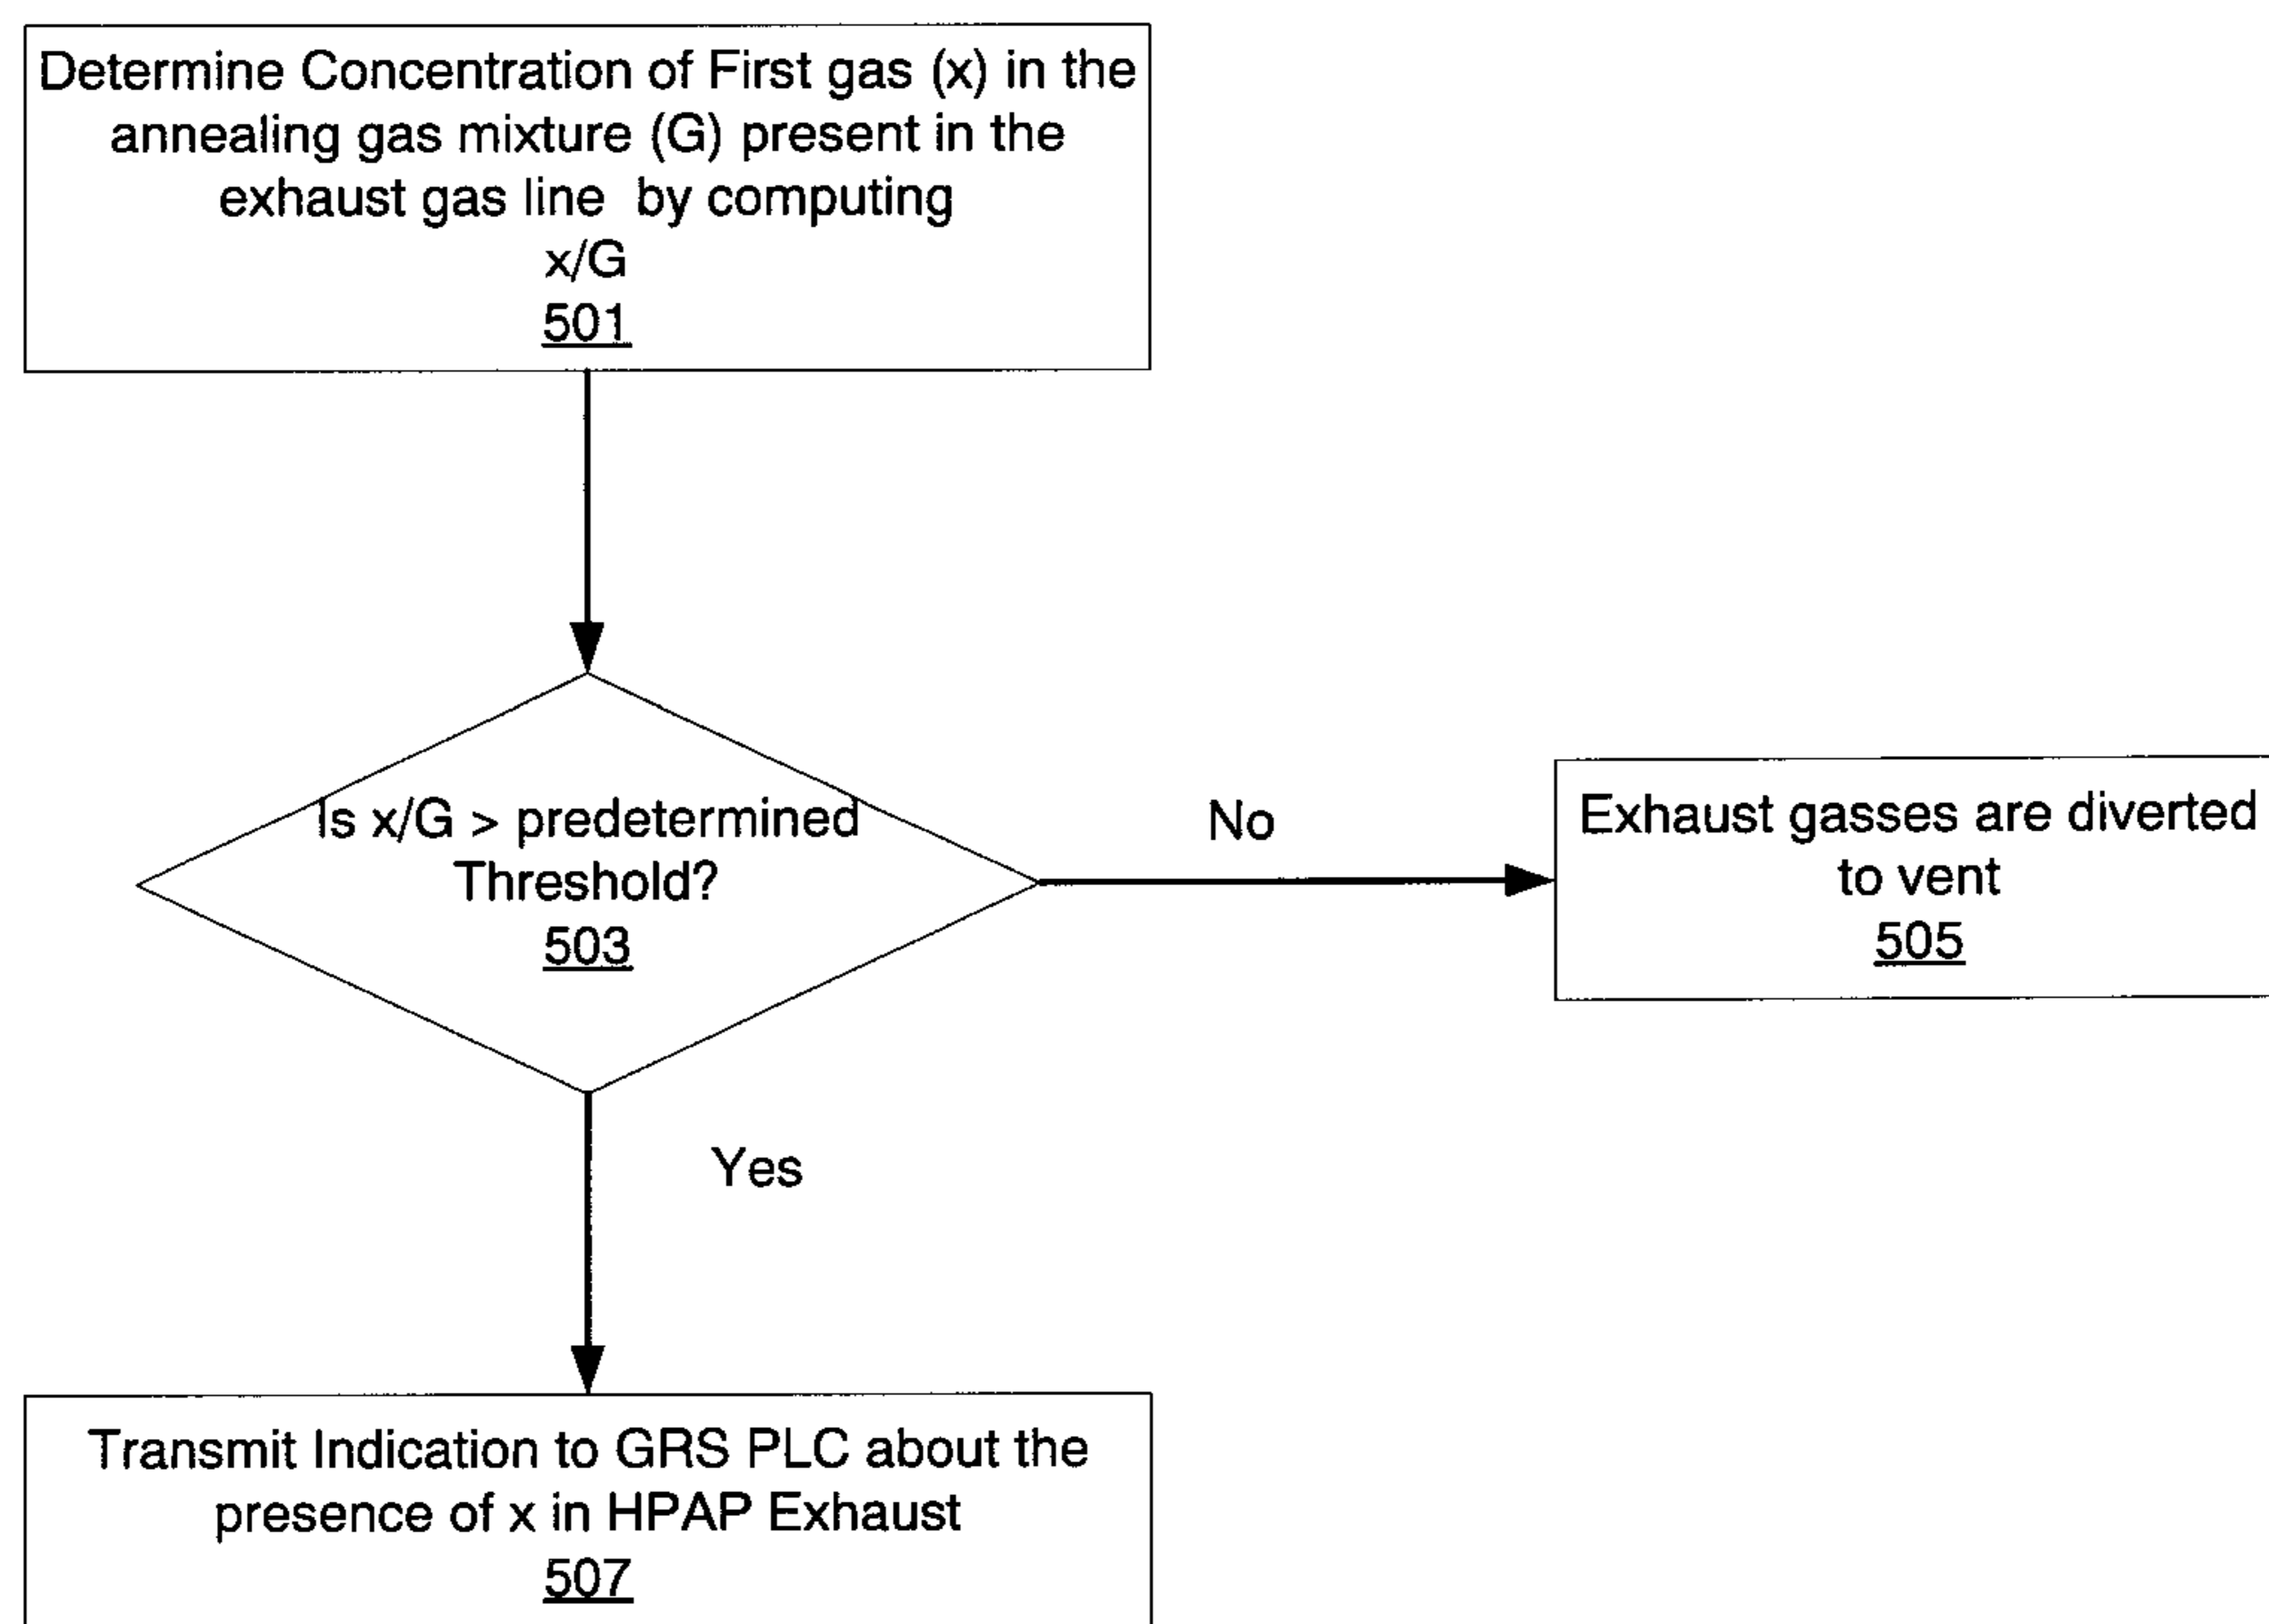 Determine Concentration of First gas (x) in the
annealing gas mixture (G) present in the
exhaust gas line by computing
x/G
501
Is x/G > predetermined
Threshold?
503
No
Exhaust gasses are diverted
to vent
505
Yes
Transmit Indication to GRS PLC about the
presence of x in HPAP Exhaust
507